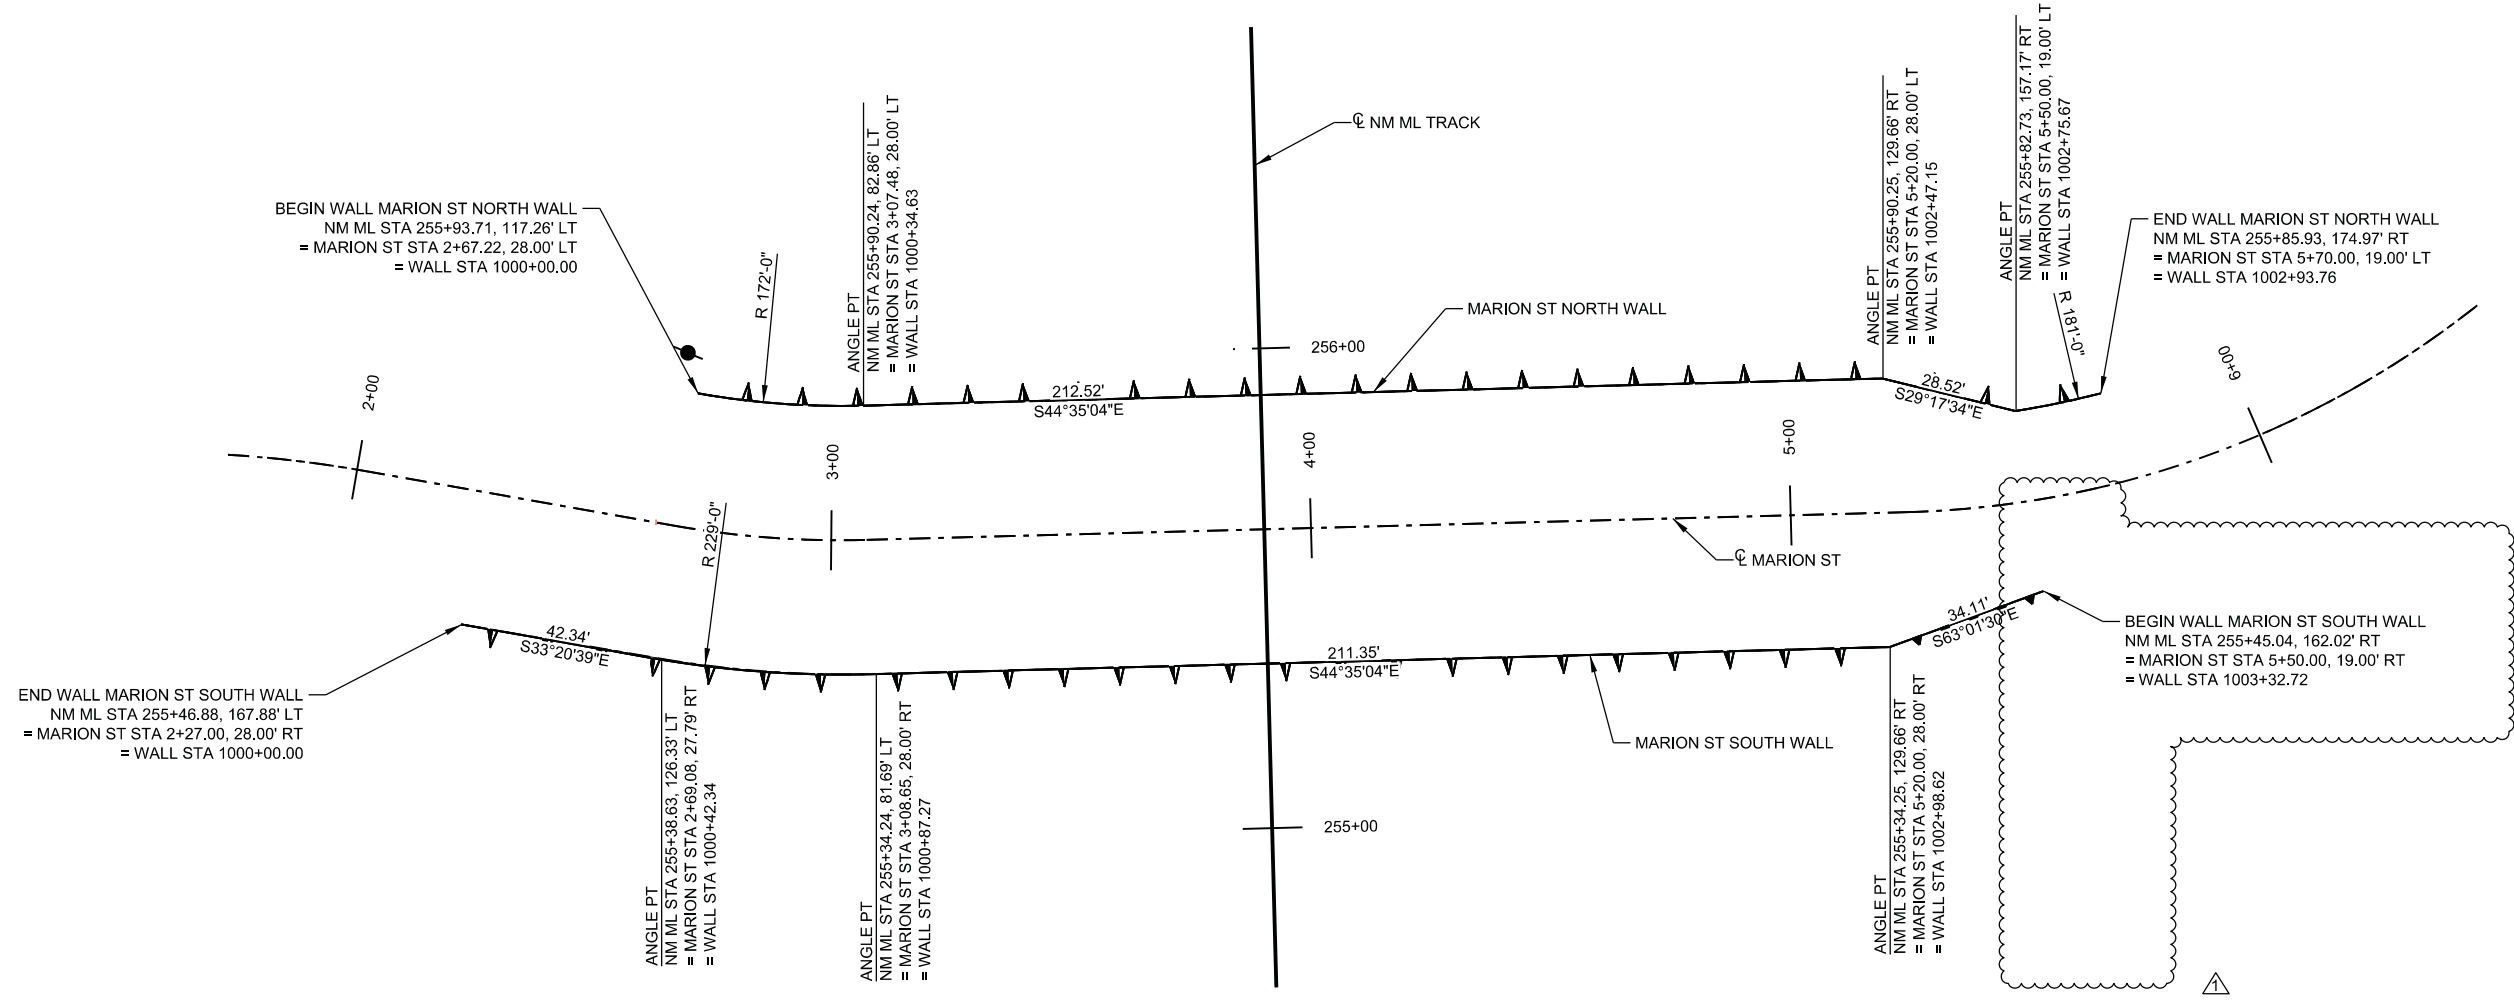 BEGIN WALL MARION ST NORTH WALL
NM ML STA 255+93.71, 117.26' LT
= MARION ST STA 2+67.22, 28.00' LT
= WALL STA 1000+00.00
R 172'-0"
ANGLE PT
NM ML STA 255+90.24, 82.86' LT
= MARION ST STA 3+07.48, 28.00' LT
= WALL STA 1000+34.63
℄ NM ML TRACK
MARION ST NORTH WALL
ANGLE PT
NM ML STA 255+90.25, 129.66' RT
= MARION ST STA 5+20.00, 28.00' LT
= WALL STA 1002+47.15
ANGLE PT
NM ML STA 255+82.73, 157.17' RT
= MARION ST STA 5+50.00, 19.00' LT
= WALL STA 1002+75.67
R 181'-0"
END WALL MARION ST NORTH WALL
NM ML STA 255+85.93, 174.97' RT
= MARION ST STA 5+70.00, 19.00' LT
= WALL STA 1002+93.76
256+00
212.52'
S44°35'04"E
28.52'
S29°17'34"E
2+00
3+00
4+00
5+00
6+00
R 229'-0"
℄ MARION ST
42.34'
S33°20'39"E
211.35'
S44°35'04"E
34.11'
S63°01'30"E
END WALL MARION ST SOUTH WALL
NM ML STA 255+46.88, 167.88' LT
= MARION ST STA 2+27.00, 28.00' RT
= WALL STA 1000+00.00
ANGLE PT
NM ML STA 255+38.63, 126.33' LT
= MARION ST STA 2+69.08, 27.79' RT
= WALL STA 1000+42.34
ANGLE PT
NM ML STA 255+34.24, 81.69' LT
= MARION ST STA 3+08.65, 28.00' RT
= WALL STA 1000+87.27
255+00
MARION ST SOUTH WALL
ANGLE PT
NM ML STA 255+34.25, 129.66' RT
= MARION ST STA 5+20.00, 28.00' RT
= WALL STA 1002+98.62
BEGIN WALL MARION ST SOUTH WALL
NM ML STA 255+45.04, 162.02' RT
= MARION ST STA 5+50.00, 19.00' RT
= WALL STA 1003+32.72
1